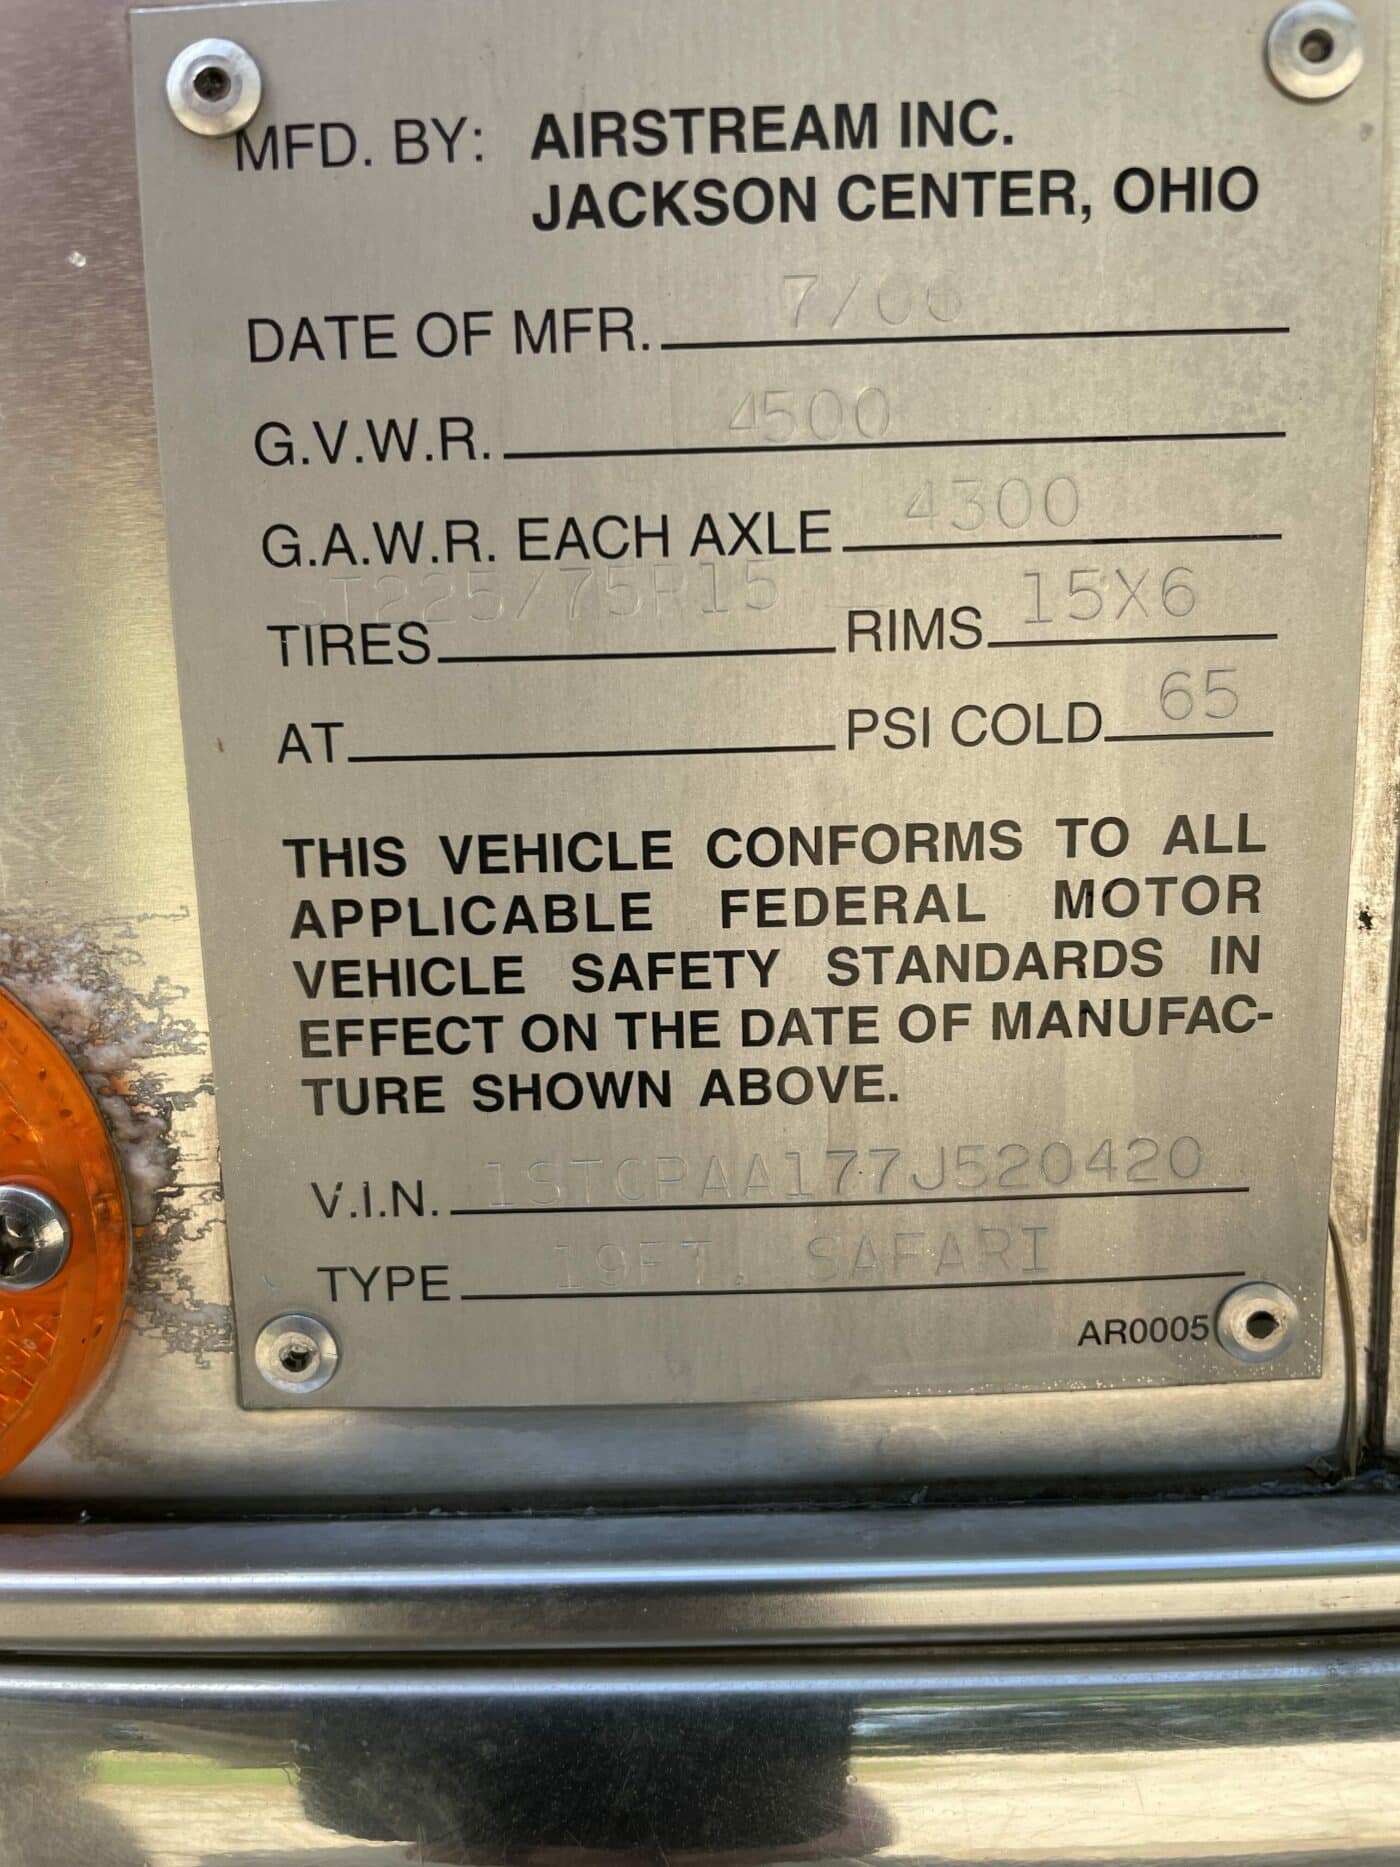 MFD. BY: AIRSTREAM INC.
JACKSON CENTER, OHIO
DATE OF MFR. 7/06
G.V.W.R. 4500
G.A.W.R. EACH AXLE 4300
TIRES ST225/75R15 RIMS 15X6
AT PSI COLD 65
THIS VEHICLE CONFORMS TO ALL
APPLICABLE FEDERAL MOTOR
VEHICLE SAFETY STANDARDS IN
EFFECT ON THE DATE OF MANUFAC-
TURE SHOWN ABOVE.
V.I.N. 1STCPAA177J520420
TYPE 19FT. SAFARI
AR0005